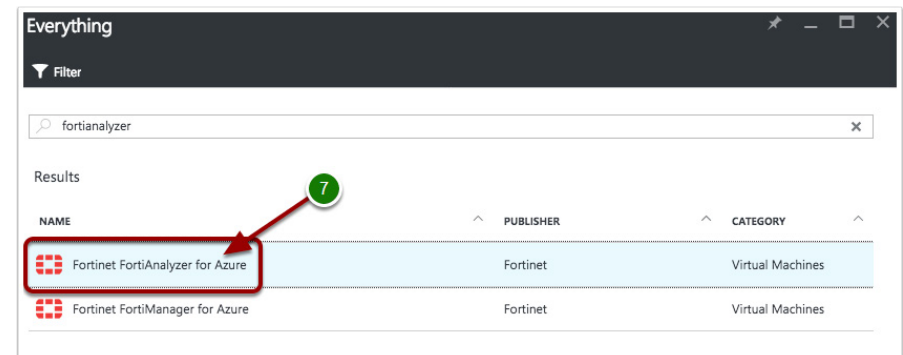 Everything
Filter
fortianalyzer
Results
7
NAME PUBLISHER CATEGORY
Fortinet FortiAnalyzer for Azure Fortinet Virtual Machines
Fortinet FortiManager for Azure Fortinet Virtual Machines